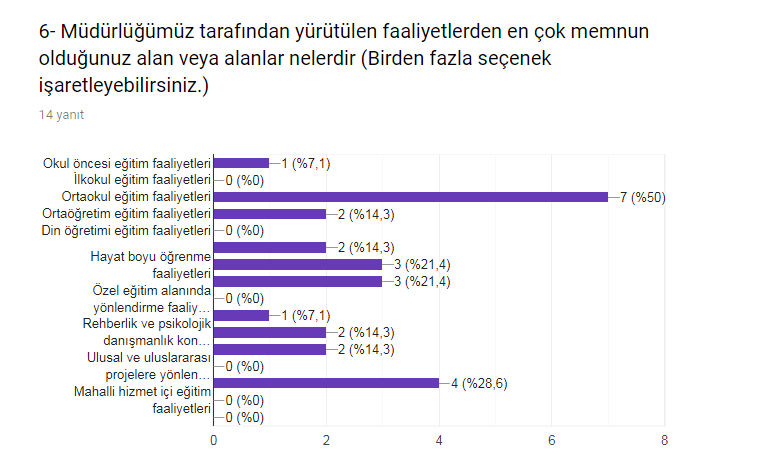 6- Müdürlüğümüz tarafından yürütülen faaliyetlerden en çok memnun
olduğunuz alan veya alanlar nelerdir (Birden fazla seçenek
işaretleyebilirsiniz.)
14 yanıt
Okul öncesi eğitim faaliyetleri 1 (%7,1)
İlkokul eğitim faaliyetleri 0 (%0)
Ortaokul eğitim faaliyetleri 7 (%50)
Ortaöğretim eğitim faaliyetleri 2 (%14,3)
Din öğretimi eğitim faaliyetleri 0 (%0)
2 (%14,3)
Hayat boyu öğrenme
faaliyetleri
3 (%21,4)
3 (%21,4)
Özel eğitim alanında
yönlendirme faaliy…
0 (%0)
1 (%7,1)
Rehberlik ve psikolojik
danışmanlık kon…
2 (%14,3)
2 (%14,3)
Ulusal ve uluslararası
projelere yönlen…
0 (%0)
4 (%28,6)
Mahalli hizmet içi eğitim
faaliyetleri
0 (%0)
0 (%0)
0 2 4 6 8